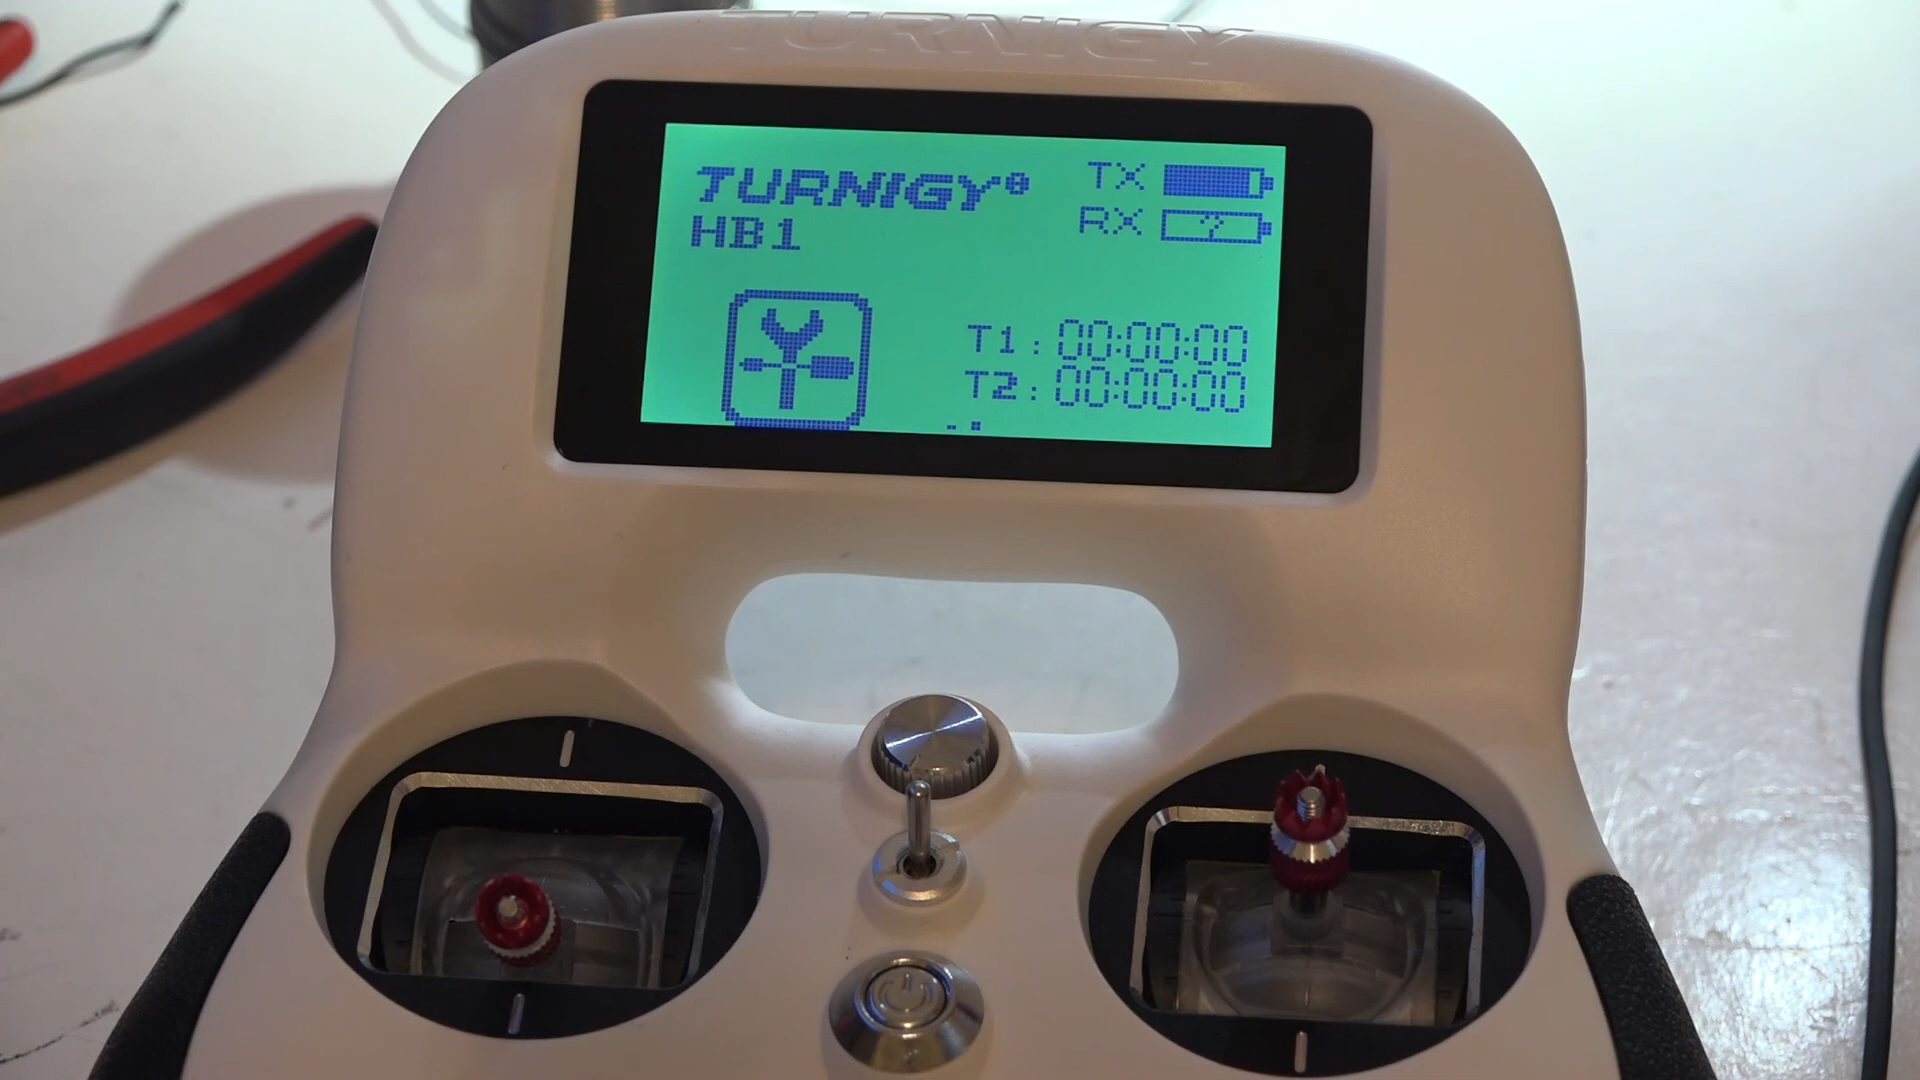 TURNIGY
TURNIGY®
HB1
TX
RX ?
T1: 00:00:00
T2: 00:00:00